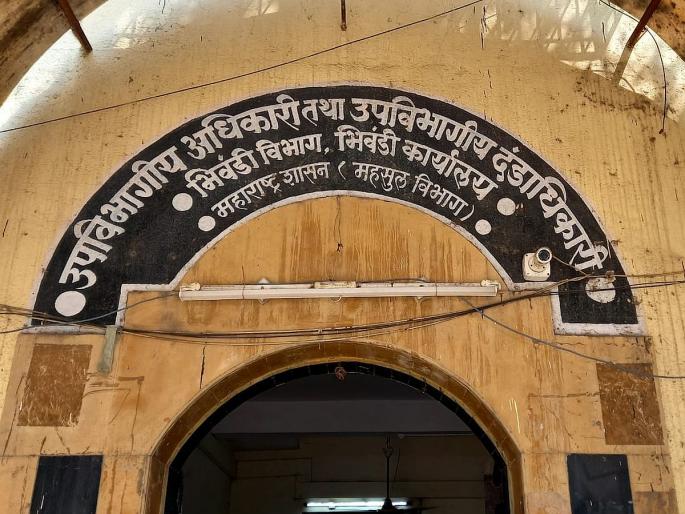 उपविभागीय अधिकारी तथा उपविभागीय दंडाधिकारी
भिवंडी विभाग, भिवंडी कार्यालय
महाराष्ट्र शासन ( महसुल विभाग)